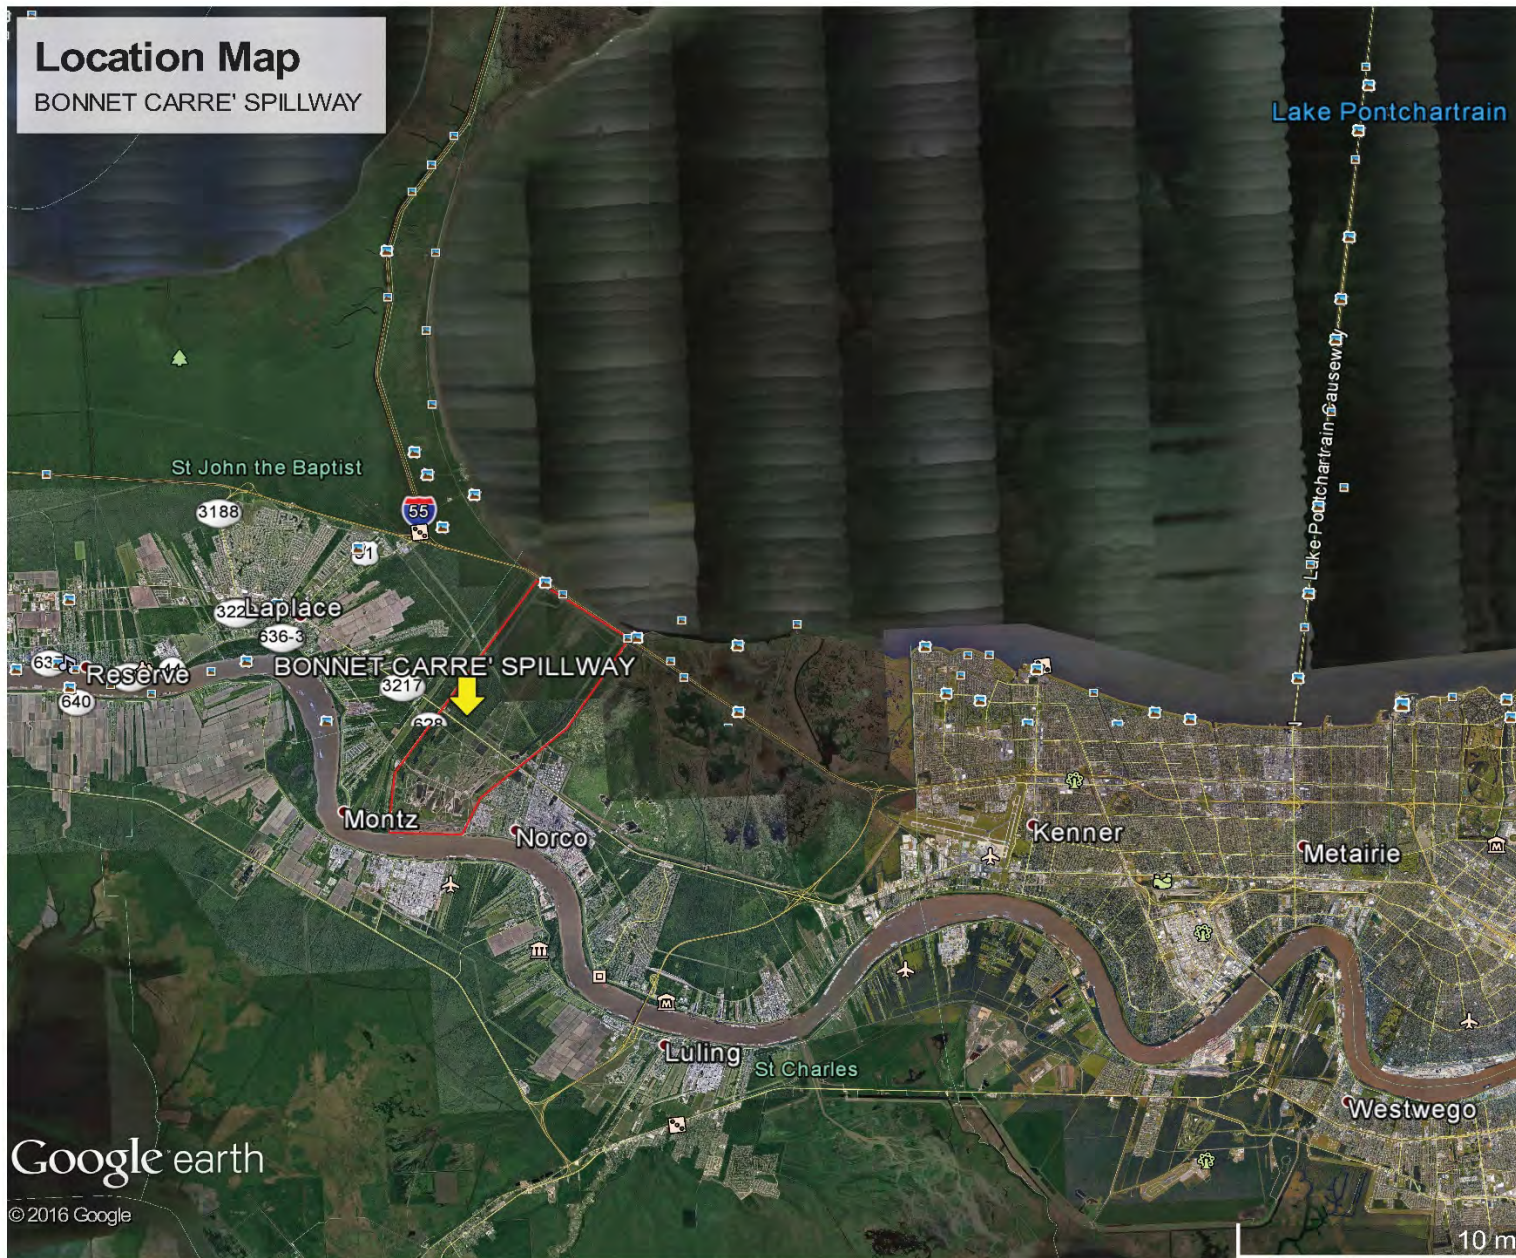 Location Map
BONNET CARRE' SPILLWAY
Lake Pontchartrain
Lake Pontchartrain Causeway
St John the Baptist
3188
55
Laplace
636-3
Reserve
640
BONNET CARRE' SPILLWAY
3217
628
Montz
Norco
Kenner
Metairie
Luling
St Charles
Westwego
Google earth
© 2016 Google
10 m